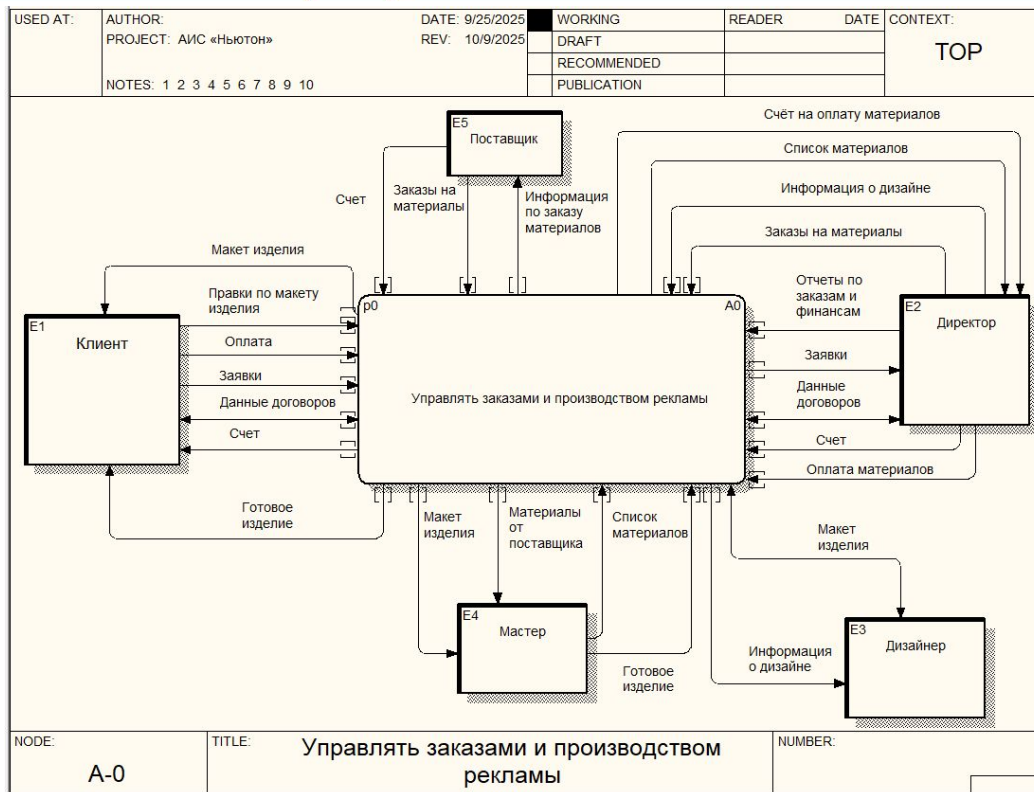 USED AT:
AUTHOR:
DATE: 9/25/2025
WORKING
READER
DATE
CONTEXT:
PROJECT: АИС «Ньютон»
REV: 10/9/2025
DRAFT
TOP
RECOMMENDED
NOTES: 1 2 3 4 5 6 7 8 9 10
PUBLICATION
E5
Поставщик
Счёт на оплату материалов
Список материалов
Информация о дизайне
Заказы на материалы
Счет
Заказы на
материалы
Информация
по заказу
материалов
Макет изделия
Правки по макету
изделия
Оплата
Заявки
Данные договоров
Счет
E1
Клиент
p0
A0
Управлять заказами и производством рекламы
Отчеты по
заказам и
финансам
Заявки
Данные
договоров
Счет
Оплата материалов
E2
Директор
Готовое
изделие
Макет
изделия
Материалы
от
поставщика
Список
материалов
Макет
изделия
E4
Мастер
Готовое
изделие
Информация
о дизайне
E3
Дизайнер
NODE:
A-0
TITLE:
Управлять заказами и производством
рекламы
NUMBER: